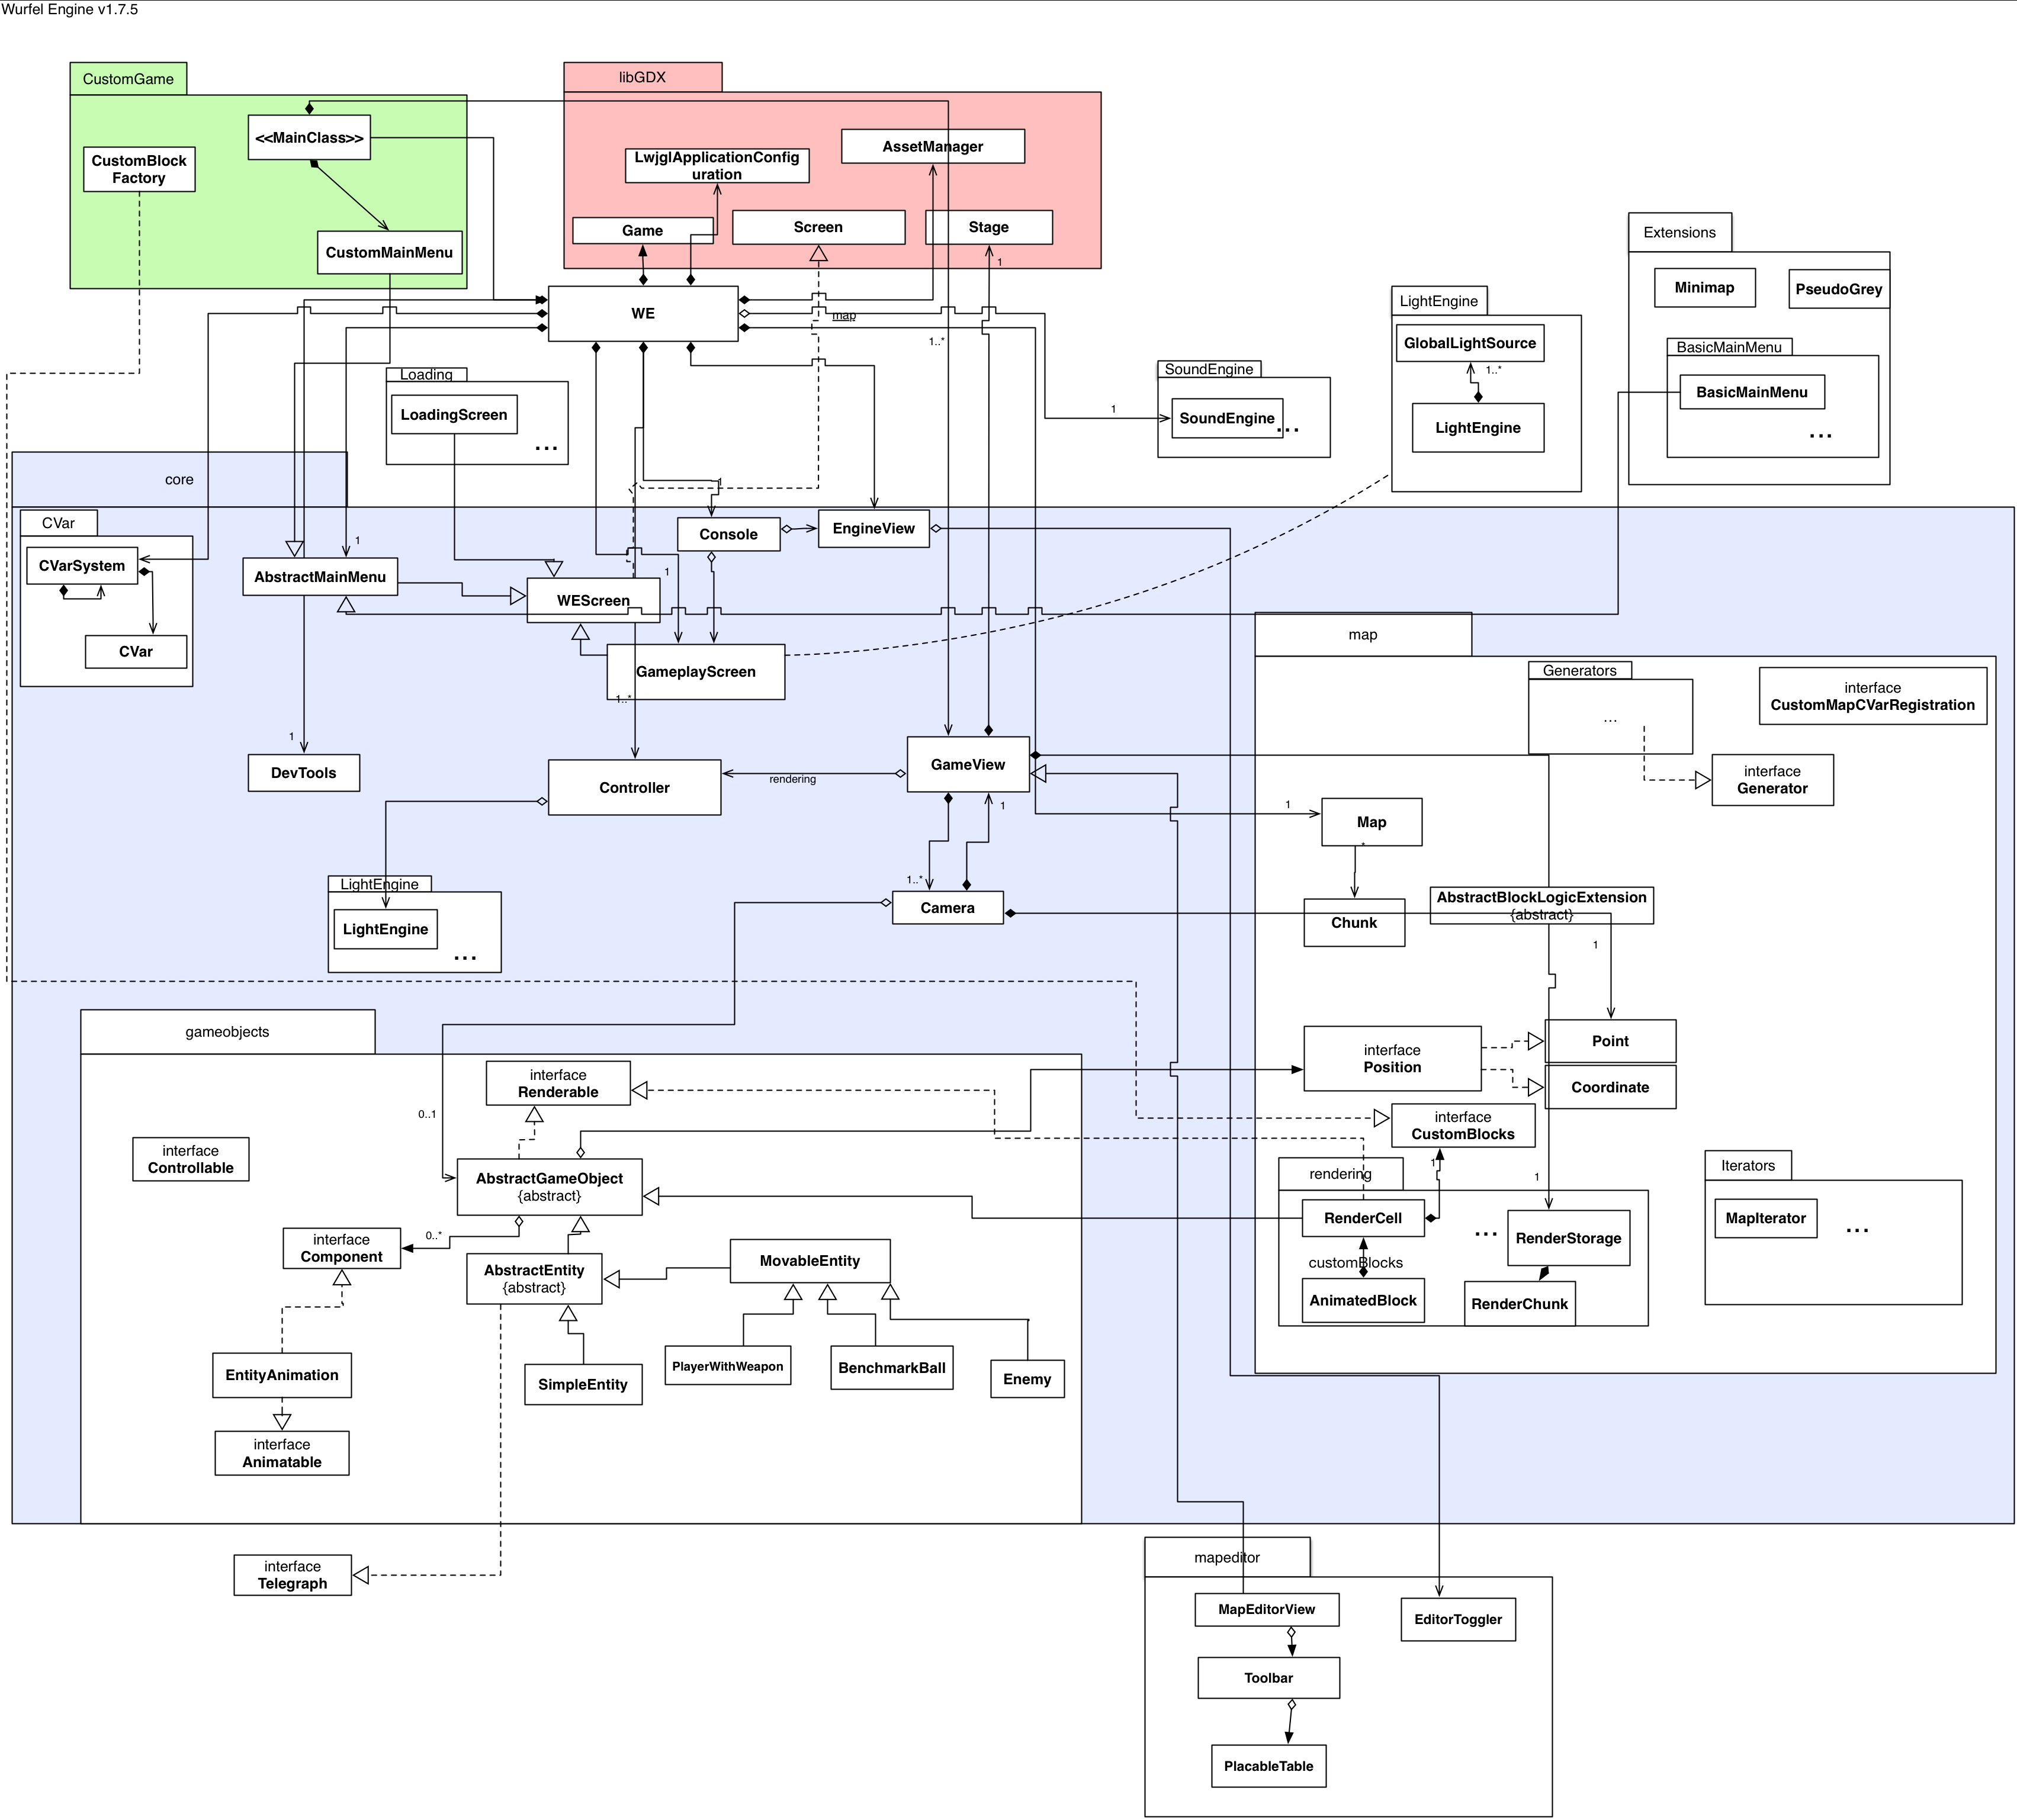 Wurfel Engine v1.7.5
CustomGame
<<MainClass>>
CustomBlock
Factory
CustomMainMenu
libGDX
AssetManager
LwjglApplicationConfig
uration
Game
Screen
Stage
1
WE
map
1..*
Extensions
Minimap
PseudoGrey
BasicMainMenu
BasicMainMenu
...
LightEngine
GlobalLightSource
1..*
LightEngine
SoundEngine
SoundEngine
...
1
Loading
LoadingScreen
...
core
CVar
CVarSystem
CVar
1
AbstractMainMenu
1
Console
EngineView
1
WEScreen
GameplayScreen
1..*
1
DevTools
Controller
rendering
GameView
1
1..*
Camera
LightEngine
LightEngine
...
map
Generators
...
interface
CustomMapCVarRegistration
interface
Generator
1
Map
*
Chunk
AbstractBlockLogicExtension
{abstract}
1
interface
Position
Point
Coordinate
interface
CustomBlocks
1
rendering
RenderCell
1
...
RenderStorage
customBlocks
AnimatedBlock
RenderChunk
Iterators
MapIterator
...
gameobjects
interface
Renderable
0..1
interface
Controllable
AbstractGameObject
{abstract}
0..*
interface
Component
AbstractEntity
{abstract}
MovableEntity
EntityAnimation
SimpleEntity
PlayerWithWeapon
BenchmarkBall
Enemy
interface
Animatable
interface
Telegraph
mapeditor
MapEditorView
EditorToggler
Toolbar
PlacableTable